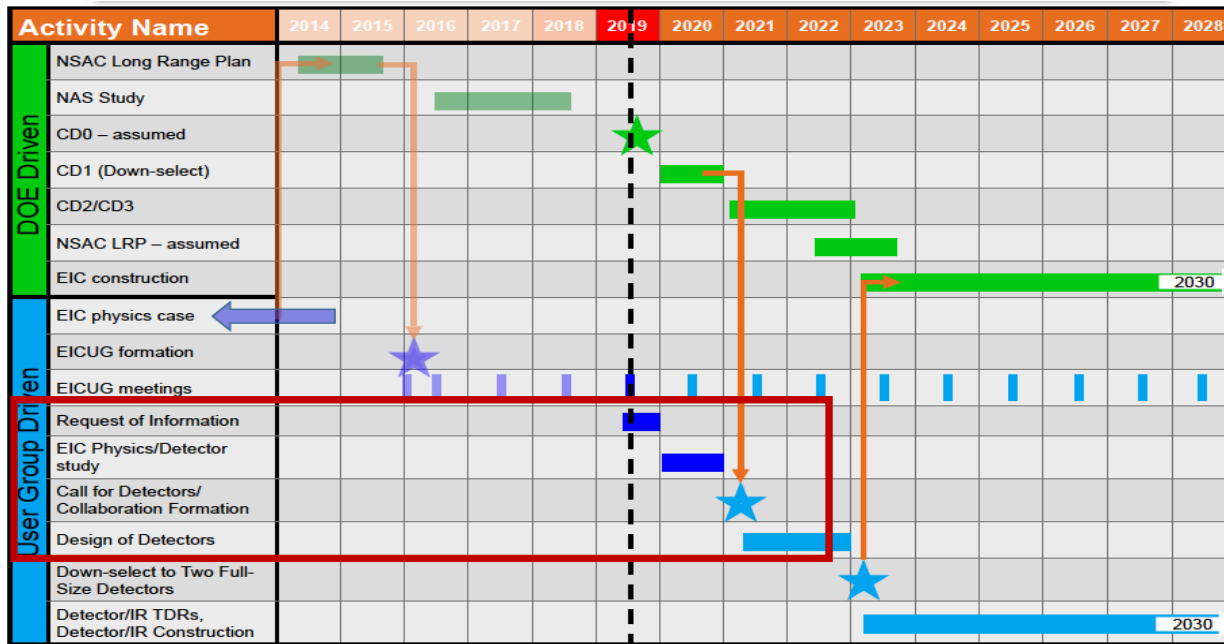 Activity Name 2014 2015 2016 2017 2018 2019 2020 2021 2022 2023 2024 2025 2026 2027 2028
DOE Driven
NSAC Long Range Plan
NAS Study
CD0 – assumed
CD1 (Down-select)
CD2/CD3
NSAC LRP – assumed
EIC construction 2030
User Group Driven
EIC physics case
EICUG formation
EICUG meetings
Request of Information
EIC Physics/Detector
study
Call for Detectors/
Collaboration Formation
Design of Detectors
Down-select to Two Full-
Size Detectors
Detector/IR TDRs,
Detector/IR Construction 2030